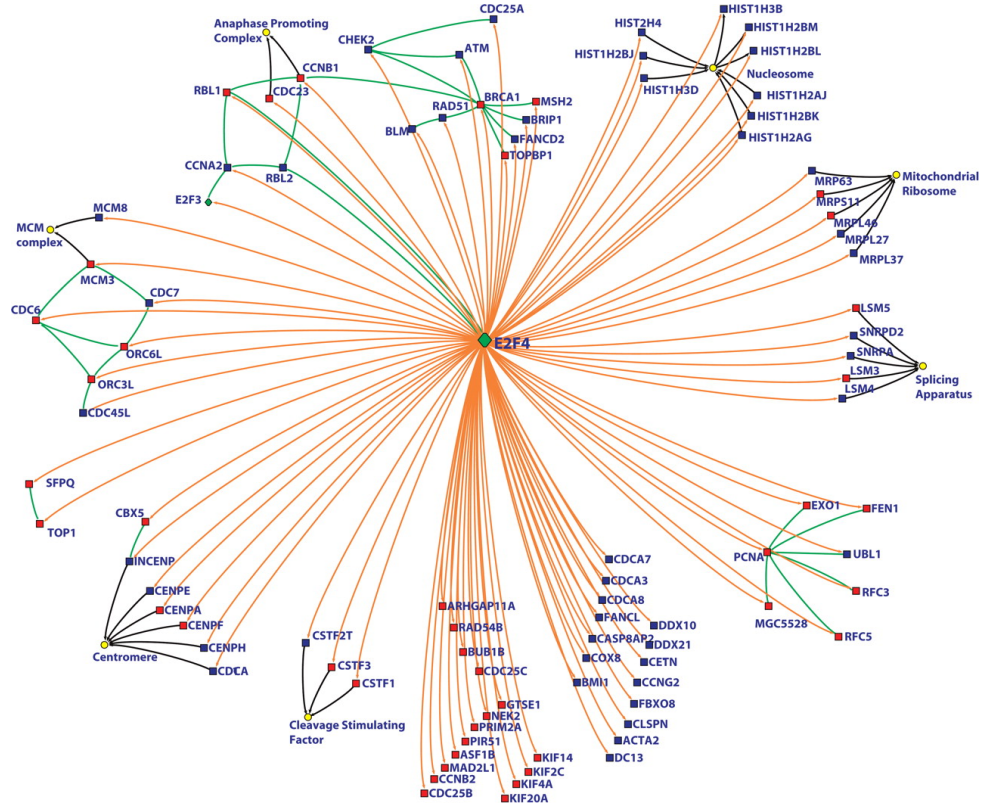 CDC25A
Anaphase Promoting
Complex
CHEK2
ATM
CCNB1
CDC23
RBL1
BRCA1
MSH2
RAD51
BRIP1
BLM
FANCD2
TOPBP1
CCNA2
RBL2
E2F3
HIST1H3B
HIST2H4
HIST1H2BM
HIST1H2BJ
HIST1H2BL
Nucleosome
HIST1H3D
HIST1H2AJ
HIST1H2BK
HIST1H2AG
Mitochondrial
Ribosome
MRP63
MRPS11
MRPL46
MRPL27
MRPL37
MCM8
MCM
complex
MCM3
CDC7
CDC6
ORC6L
ORC3L
CDC45L
E2F4
LSM5
SNRPD2
SNRPA
LSM3
LSM4
Splicing
Apparatus
SFPQ
TOP1
CBX5
INCENP
CENPE
CENPA
CENPF
CENPH
Centromere
CDCA
CSTF2T
CSTF3
CSTF1
Cleavage Stimulating
Factor
ARHGAP11A
RAD54B
BUB1B
CDC25C
GTSE1
NEK2
PRIM2A
PIR51
ASF1B
MAD2L1
CCNB2
CDC25B
KIF14
KIF2C
KIF4A
KIF20A
CDCA7
CDCA3
CDCA8
FANCL
DDX10
CASP8AP2
DDX21
COX8
CETN
BMI1
CCNG2
FBXO8
CLSPN
ACTA2
DC13
EXO1
FEN1
PCNA
UBL1
RFC3
MGC5528
RFC5